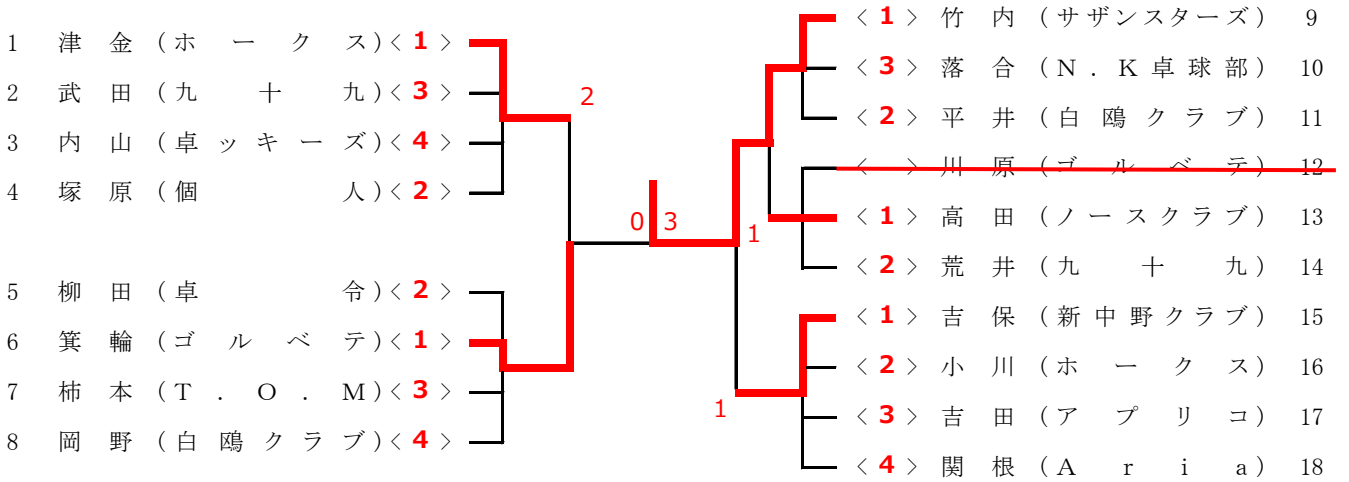 1 津金(ホークス)<1>
2 武田(九十九)<3>
3 内山(卓ッキーズ)<4>
4 塚原(個人)<2>
5 柳田(卓令)<2>
6 箕輪(ゴルベテ)<1>
7 柿本(T.O.M)<3>
8 岡野(白鴎クラブ)<4>
2
0
3
1
1
<1>竹内(サザンスターズ) 9
<3>落合(N.K卓球部) 10
<2>平井(白鴎クラブ) 11
< >川原(ゴルベテ) 12
<1>高田(ノースクラブ) 13
<2>荒井(九十九) 14
<1>吉保(新中野クラブ) 15
<2>小川(ホークス) 16
<3>吉田(アプリコ) 17
<4>関根(Aria) 18